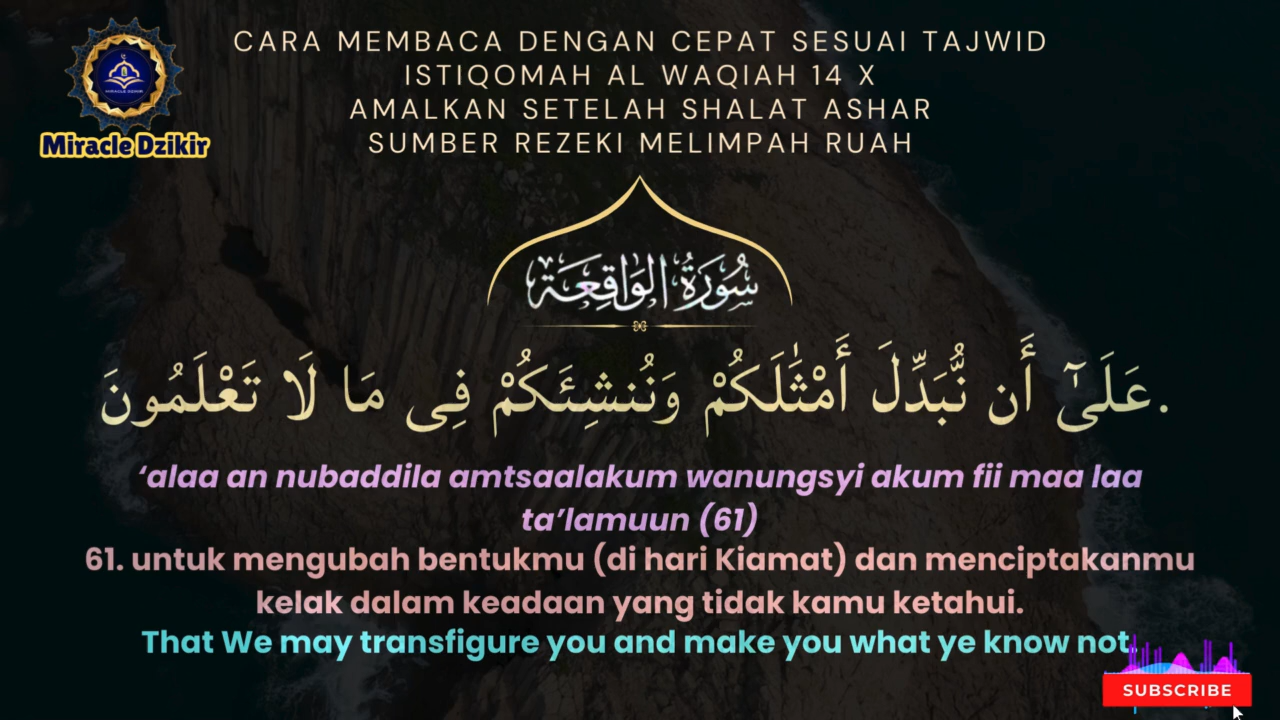 CARA MEMBACA DENGAN CEPAT SESUAI TAJWID
ISTIQOMAH AL WAQIAH 14 X
AMALKAN SETELAH SHALAT ASHAR
SUMBER REZEKI MELIMPAH RUAH
MIRACLE DZIKIR
Miracle Dzikir
سُورَةُ الوَاقِعَة
عَلَىٰٓ أَن نُّبَدِّلَ أَمْثَٰلَكُمْ وَنُنشِئَكُمْ فِى مَا لَا تَعْلَمُونَ.
‘alaa an nubaddila amtsaalakum wanungsyi akum fii maa laa
ta’lamuun (61)
61. untuk mengubah bentukmu (di hari Kiamat) dan menciptakanmu
kelak dalam keadaan yang tidak kamu ketahui.
That We may transfigure you and make you what ye know not.
SUBSCRIBE